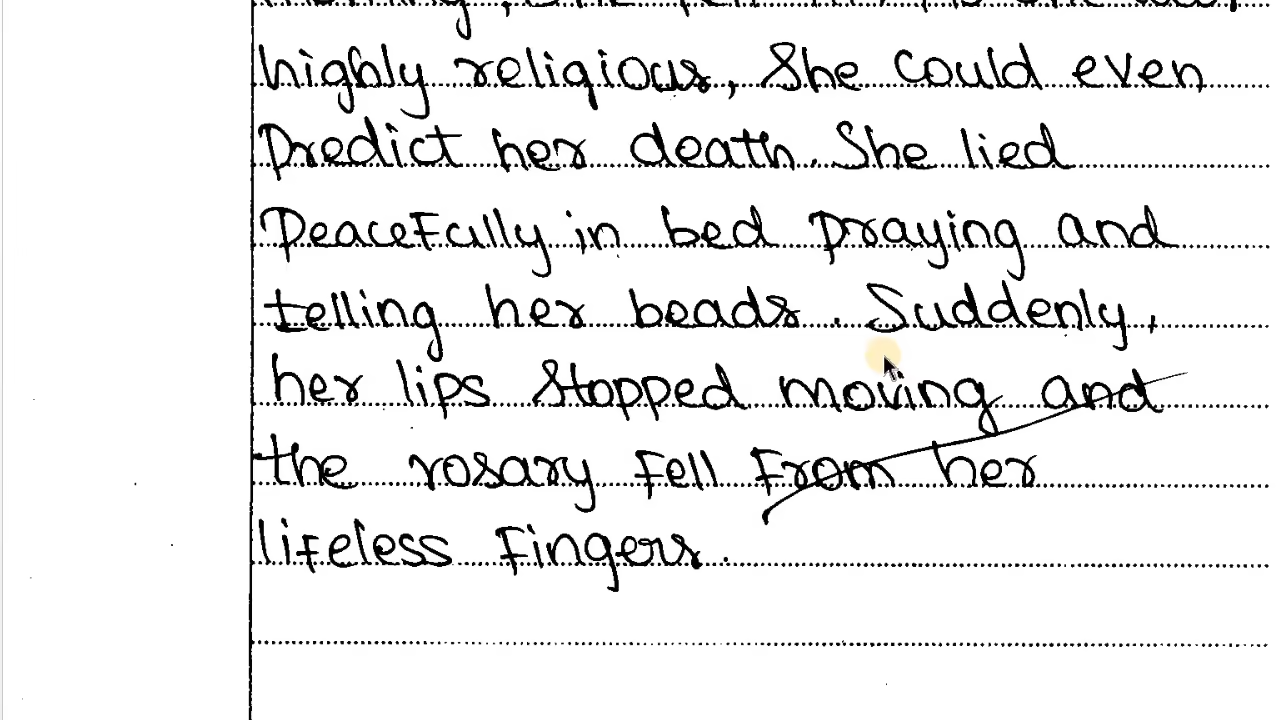 highly religious, She could even
Predict her death. She lied
Peacefully in bed praying and
telling her beads. Suddenly,
her lips stopped moving and
the rosary fell from her
lifeless fingers.